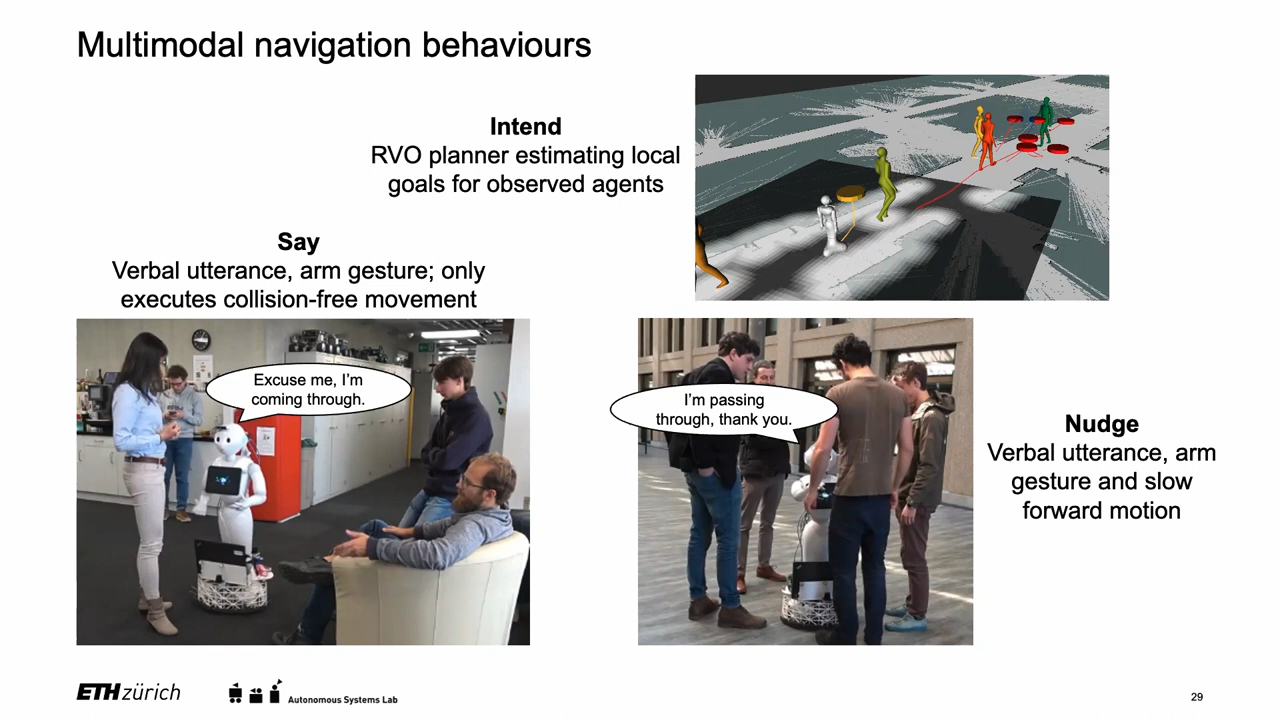 Multimodal navigation behaviours
Intend
RVO planner estimating local
goals for observed agents
Say
Verbal utterance, arm gesture; only
executes collision-free movement
Excuse me, I'm
coming through.
I'm passing
through, thank you.
Nudge
Verbal utterance, arm
gesture and slow
forward motion
ETH zürich
Autonomous Systems Lab
29